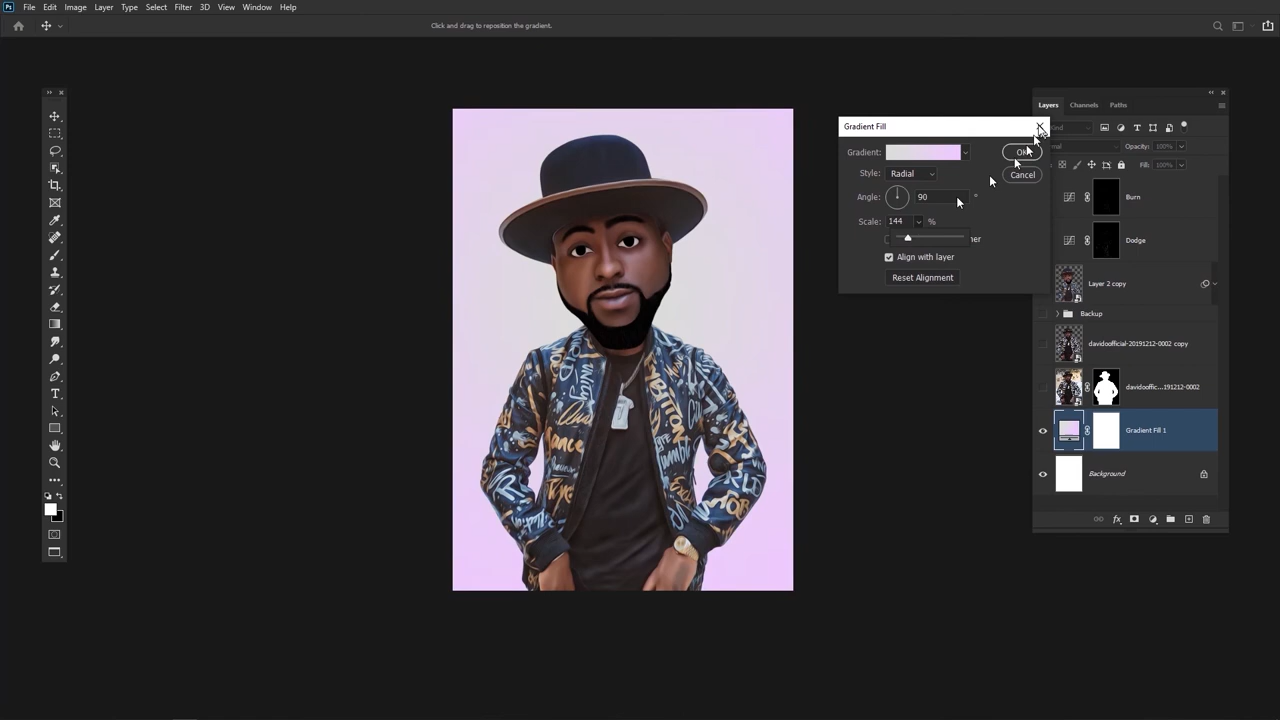 Ps File Edit Image Layer Type Select Filter 3D View Window Help
Click and drag to reposition the gradient.
Layers Channels Paths
Gradient Fill
Kind
Gradient:
Opacity: 100%
Style: Radial
Cancel
Fill: 100%
Angle: 90 °
Burn
Scale: 144 %
Dodge
Align with layer
Reset Alignment
Layer 2 copy
Backup
davidoofficial-20191212-0002 copy
davidooffic...191212-0002
Gradient Fill 1
Background
fx